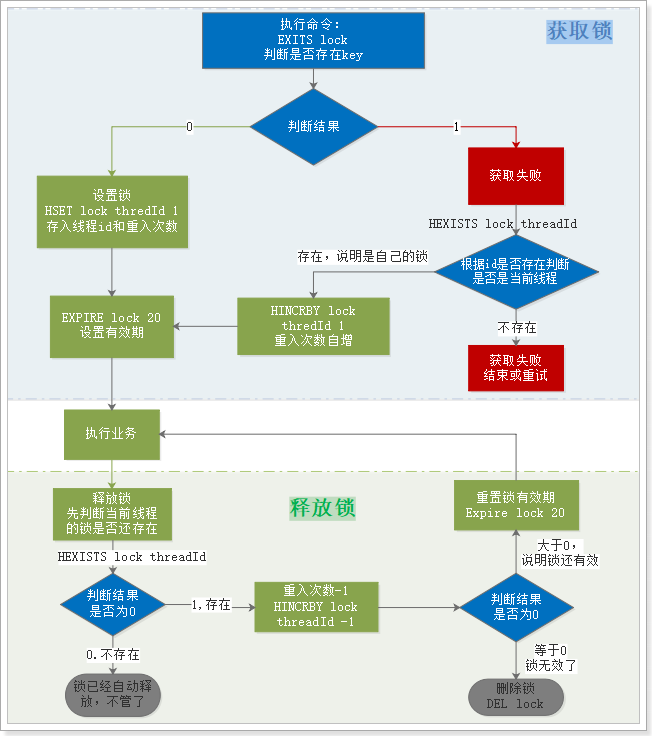 执行命令:
EXITS lock
判断是否存在key
获取锁
判断结果
0
1
设置锁
HSET lock thredId 1
存入线程id和重入次数
获取失败
HEXISTS lock threadId
存在，说明是自己的锁
根据id是否存在判断
是否是当前线程
EXPIRE lock 20
设置有效期
HINCRBY lock
thredId 1
重入次数自增
不存在
获取失败
结束或重试
执行业务
释放锁
先判断当前线程
的锁是否还存在
释放锁
重置锁有效期
Expire lock 20
HEXISTS lock threadId
大于0，
说明锁还有效
判断结果
是否为0
1,存在
重入次数-1
HINCRBY lock
threadId -1
判断结果
是否为0
0.不存在
等于0
锁无效了
锁已经自动释
放，不管了
删除锁
DEL lock